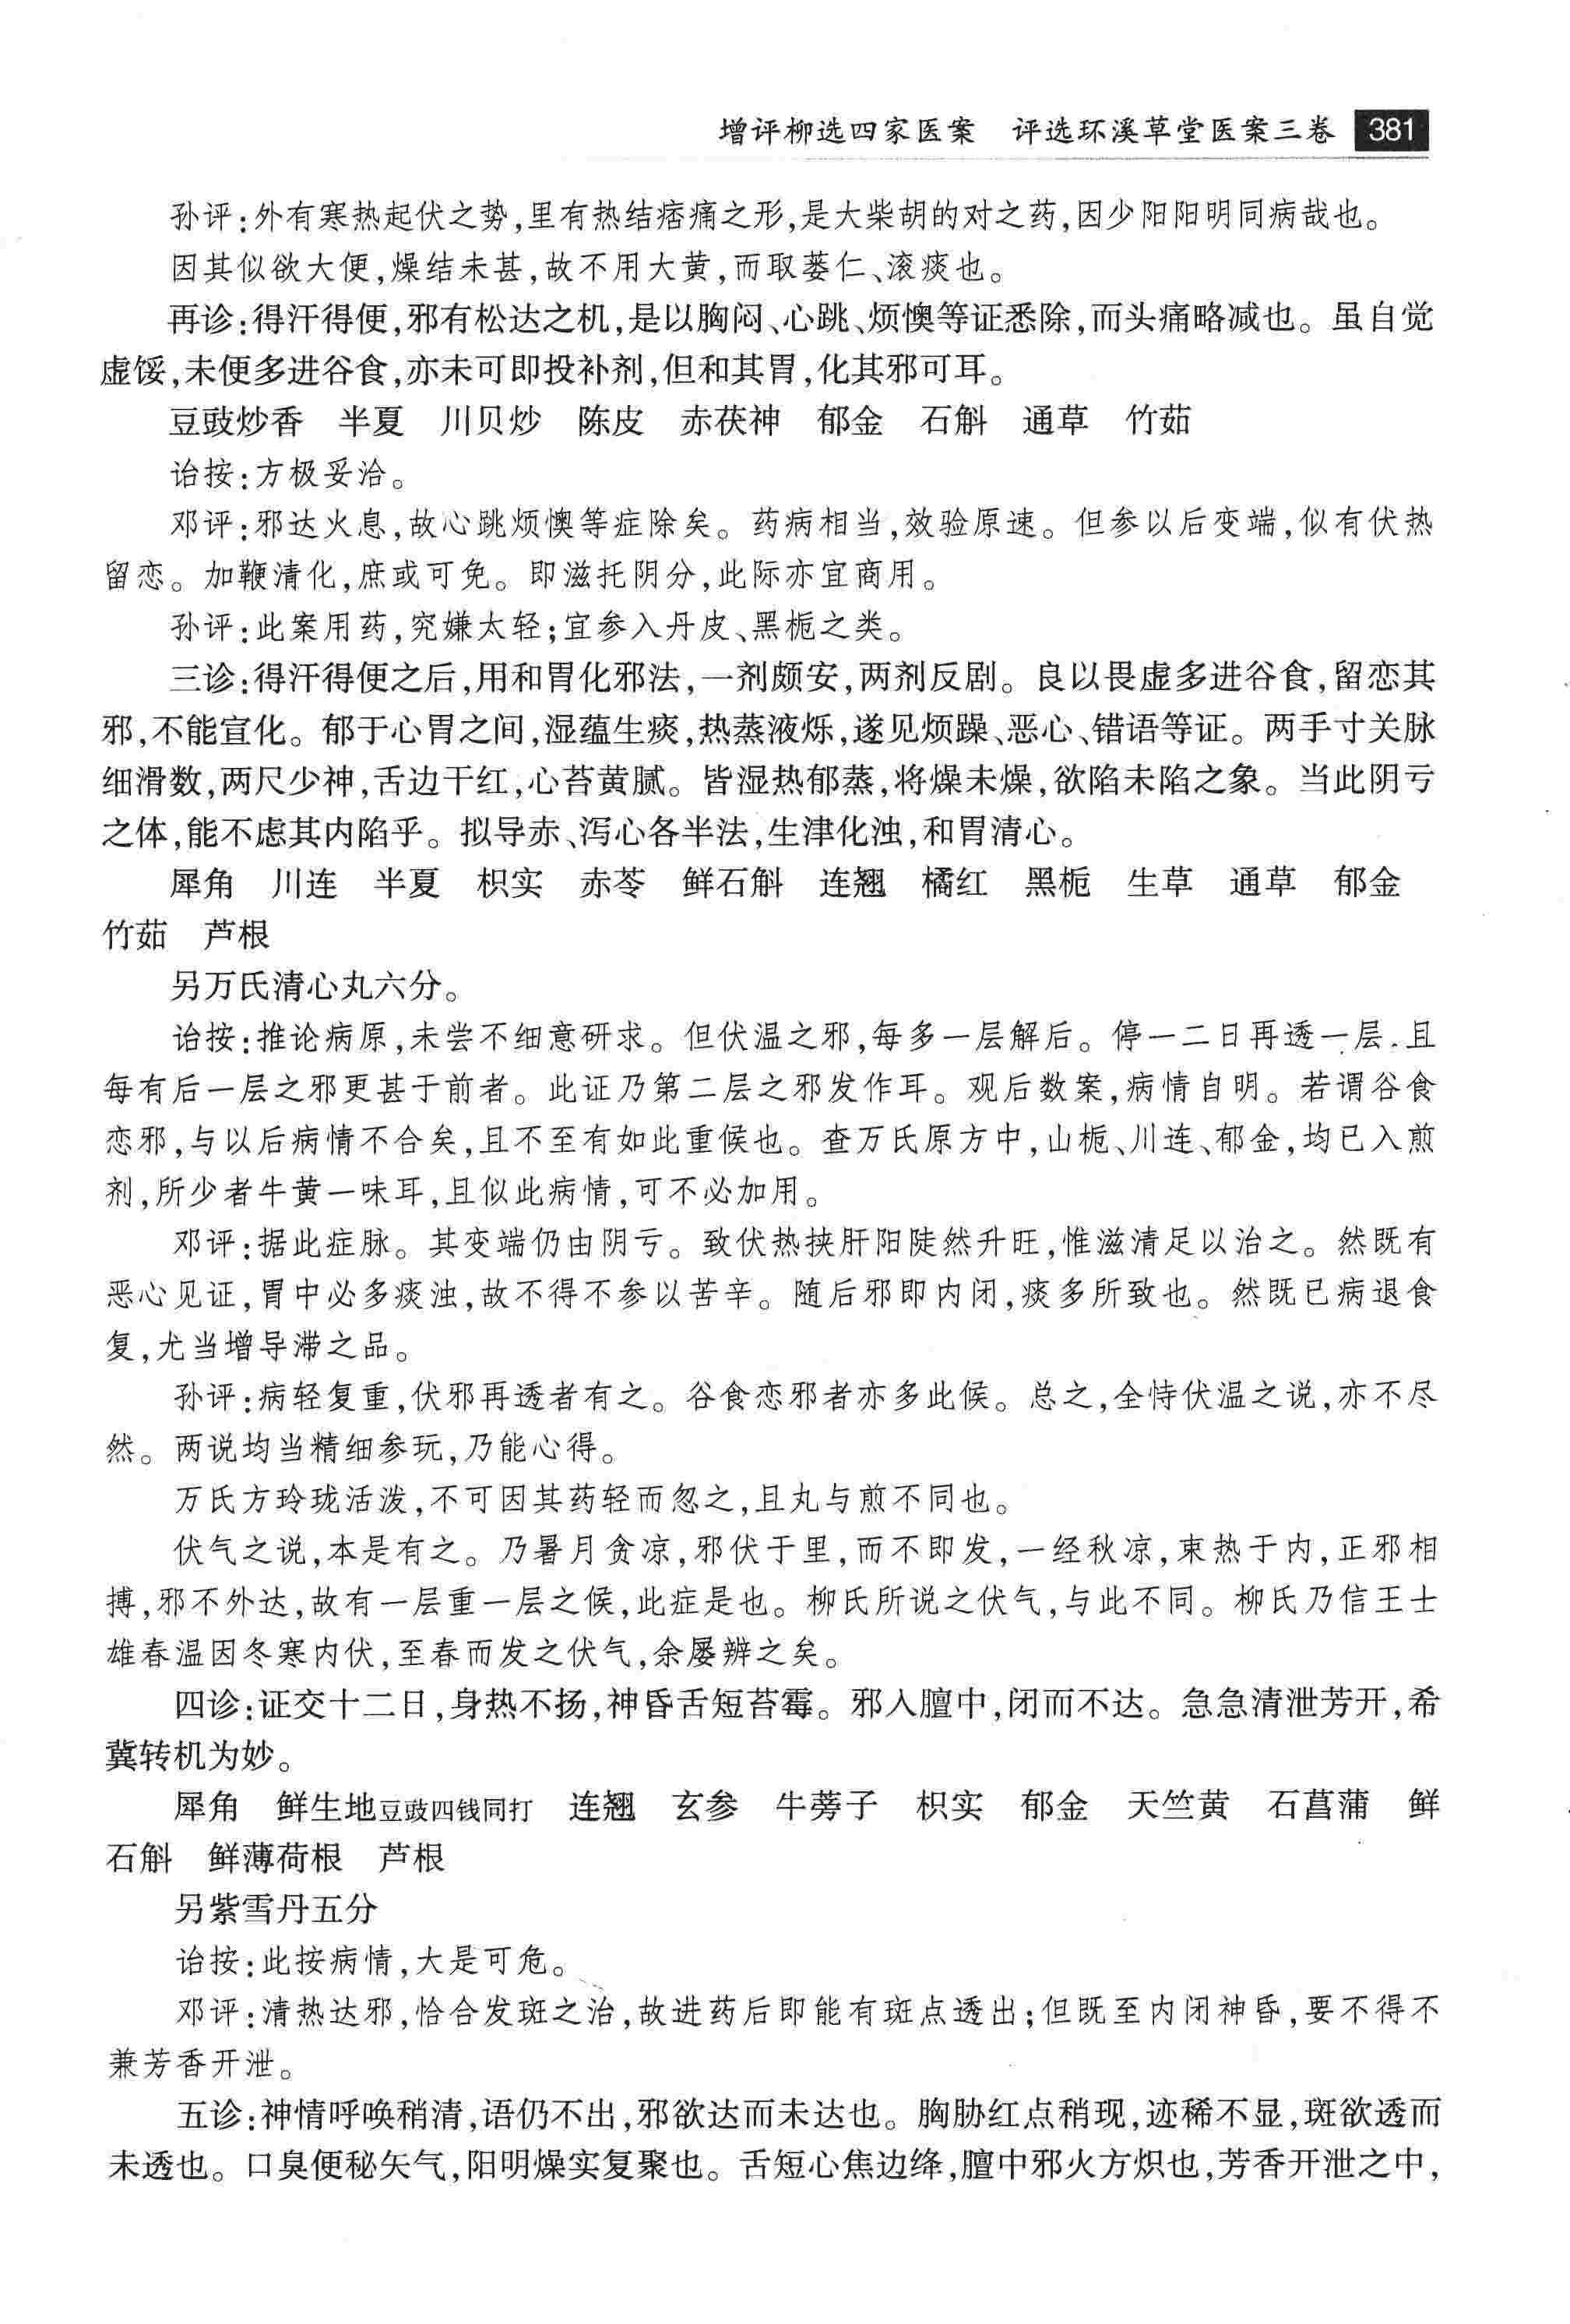 增评柳选四家医案　评选环溪草堂医案三卷　381
孙评:外有寒热起伏之势,里有热结痞痛之形,是大柴胡的对之药,因少阳阳明同病哉也。
因其似欲大便,燥结未甚,故不用大黄,而取蒌仁、滚痰也。
再诊:得汗得便,邪有松达之机,是以胸闷、心跳、烦懊等证悉除,而头痛略减也。虽自觉
虚馁,未便多进谷食,亦未可即投补剂,但和其胃,化其邪可耳。
豆豉炒香　半夏　川贝炒　陈皮　赤茯神　郁金　石斛　通草　竹茹
诒按:方极妥洽。
邓评:邪达火息,故心跳烦懊等症除矣。药病相当,效验原速。但参以后变端,似有伏热
留恋。加鞭清化,庶或可免。即滋托阴分,此际亦宜商用。
孙评:此案用药,究嫌太轻;宜参入丹皮、黑栀之类。
三诊:得汗得便之后,用和胃化邪法,一剂颇安,两剂反剧。良以畏虚多进谷食,留恋其
邪,不能宣化。郁于心胃之间,湿蕴生痰,热蒸液烁,遂见烦躁、恶心、错语等证。两手寸关脉
细滑数,两尺少神,舌边干红,心苔黄腻。皆湿热郁蒸,将燥未燥,欲陷未陷之象。当此阴亏
之体,能不虑其内陷乎。拟导赤、泻心各半法,生津化浊,和胃清心。
犀角　川连　半夏　枳实　赤苓　鲜石斛　连翘　橘红　黑栀　生草　通草　郁金
竹茹　芦根
另万氏清心丸六分。
诒按:推论病原,未尝不细意研求。但伏温之邪,每多一层解后。停一二日再透一层.且
每有后一层之邪更甚于前者。此证乃第二层之邪发作耳。观后数案,病情自明。若谓谷食
恋邪,与以后病情不合矣,且不至有如此重候也。查万氏原方中,山栀、川连、郁金,均已入煎
剂,所少者牛黄一味耳,且似此病情,可不必加用。
邓评:据此症脉。其变端仍由阴亏。致伏热挟肝阳陡然升旺,惟滋清足以治之。然既有
恶心见证,胃中必多痰浊,故不得不参以苦辛。随后邪即内闭,痰多所致也。然既已病退食
复,尤当增导滞之品。
孙评:病轻复重,伏邪再透者有之。谷食恋邪者亦多此候。总之,全恃伏温之说,亦不尽
然。两说均当精细参玩,乃能心得。
万氏方玲珑活泼,不可因其药轻而忽之,且丸与煎不同也。
伏气之说,本是有之。乃暑月贪凉,邪伏于里,而不即发,一经秋凉,束热于内,正邪相
搏,邪不外达,故有一层重一层之候,此症是也。柳氏所说之伏气,与此不同。柳氏乃信王士
雄春温因冬寒内伏,至春而发之伏气,余屡辨之矣。
四诊:证交十二日,身热不扬,神昏舌短苔霉。邪入膻中,闭而不达。急急清泄芳开,希
冀转机为妙。
犀角　鲜生地豆豉四钱同打　连翘　玄参　牛蒡子　枳实　郁金　天竺黄　石菖蒲　鲜
石斛　鲜薄荷根　芦根
另紫雪丹五分
诒按:此按病情,大是可危。
邓评:清热达邪,恰合发斑之治,故进药后即能有斑点透出;但既至内闭神昏,要不得不
兼芳香开泄。
五诊:神情呼唤稍清,语仍不出,邪欲达而未达也。胸胁红点稍现,迹稀不显,斑欲透而
未透也。口臭便秘矢气,阳明燥实复聚也。舌短心焦边绛,膻中邪火方炽也,芳香开泄之中,